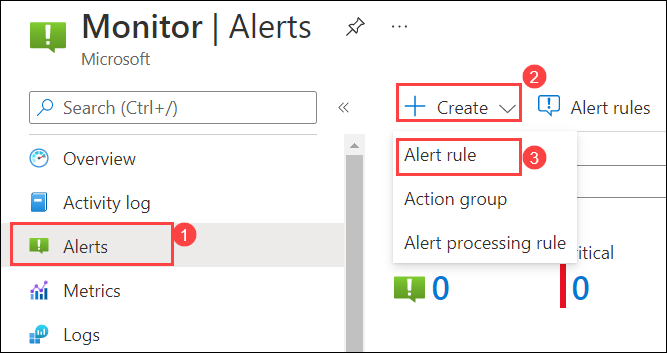 Monitor | Alerts
...
Microsoft
Search (Ctrl+/)
«
Overview
Activity log
1
Alerts
Metrics
Logs
2
+ Create
Alert rules
Alert rule
3
Action group
Alert processing rule
0
0